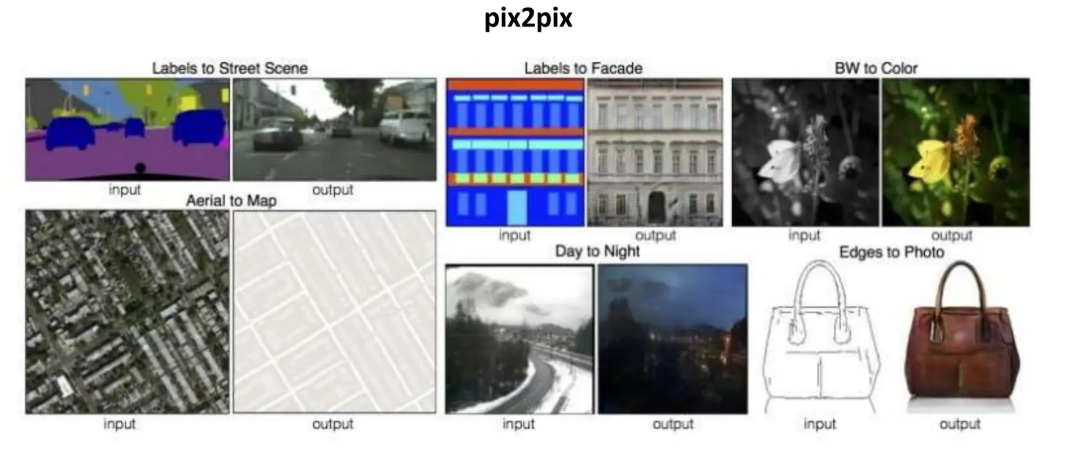 pix2pix
Labels to Street Scene
input
output
Aerial to Map
input
output
Labels to Facade
input
output
BW to Color
input
output
Day to Night
input
output
Edges to Photo
input
output